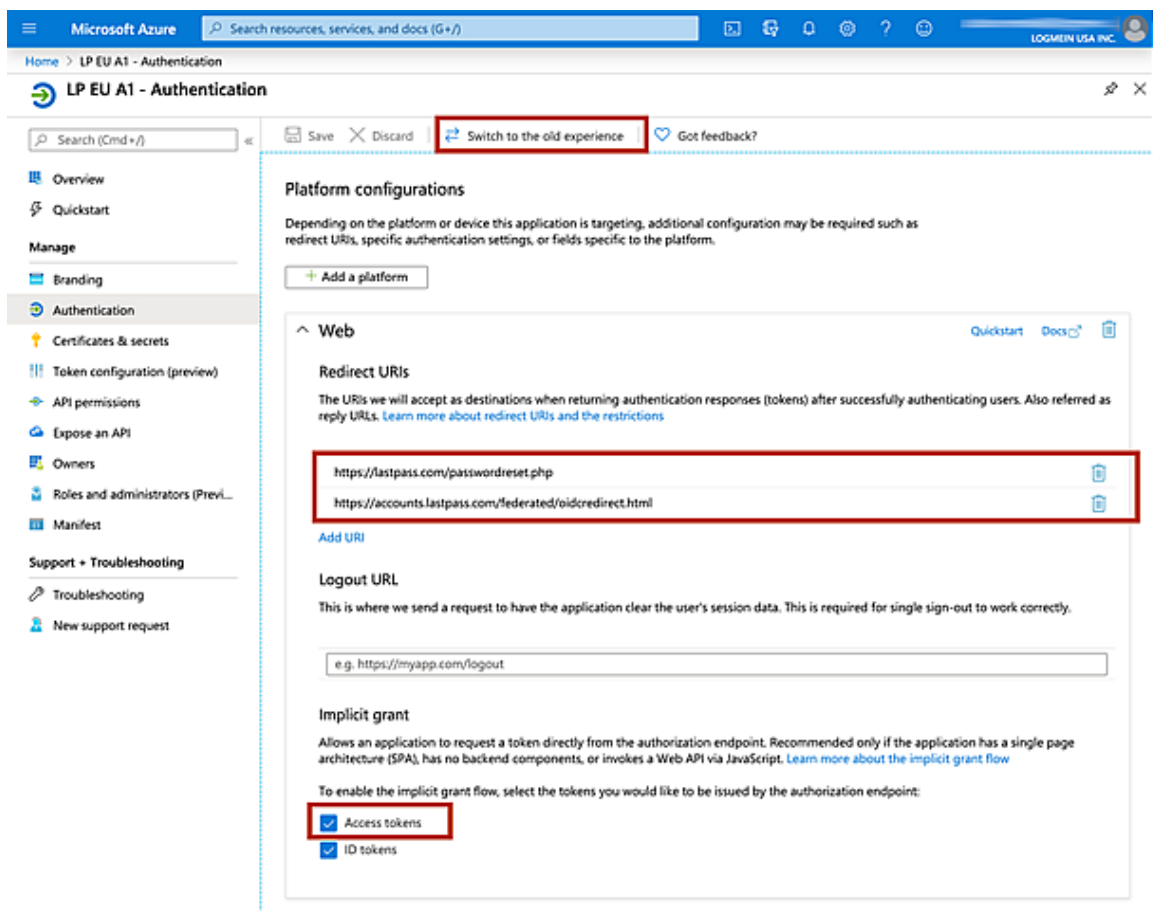 Microsoft Azure
Search resources, services, and docs (G+/)
LOGMEIN USA INC.
Home > LP EU A1 - Authentication
LP EU A1 - Authentication
Search (Cmd+/)
Save
Discard
Switch to the old experience
Got feedback?
Overview
Quickstart
Manage
Branding
Authentication
Certificates & secrets
Token configuration (preview)
API permissions
Expose an API
Owners
Roles and administrators (Previ...
Manifest
Support + Troubleshooting
Troubleshooting
New support request
Platform configurations
Depending on the platform or device this application is targeting, additional configuration may be required such as
redirect URIs, specific authentication settings, or fields specific to the platform.
+ Add a platform
Web
Quickstart
Docs
Redirect URIs
The URIs we will accept as destinations when returning authentication responses (tokens) after successfully authenticating users. Also referred as
reply URLs. Learn more about redirect URIs and the restrictions
https://lastpass.com/passwordreset.php
https://accounts.lastpass.com/federated/oidcredirect.html
Add URI
Logout URL
This is where we send a request to have the application clear the user's session data. This is required for single sign-out to work correctly.
e.g. https://myapp.com/logout
Implicit grant
Allows an application to request a token directly from the authorization endpoint. Recommended only if the application has a single page
architecture (SPA), has no backend components, or invokes a Web API via JavaScript. Learn more about the implicit grant flow
To enable the implicit grant flow, select the tokens you would like to be issued by the authorization endpoint:
Access tokens
ID tokens